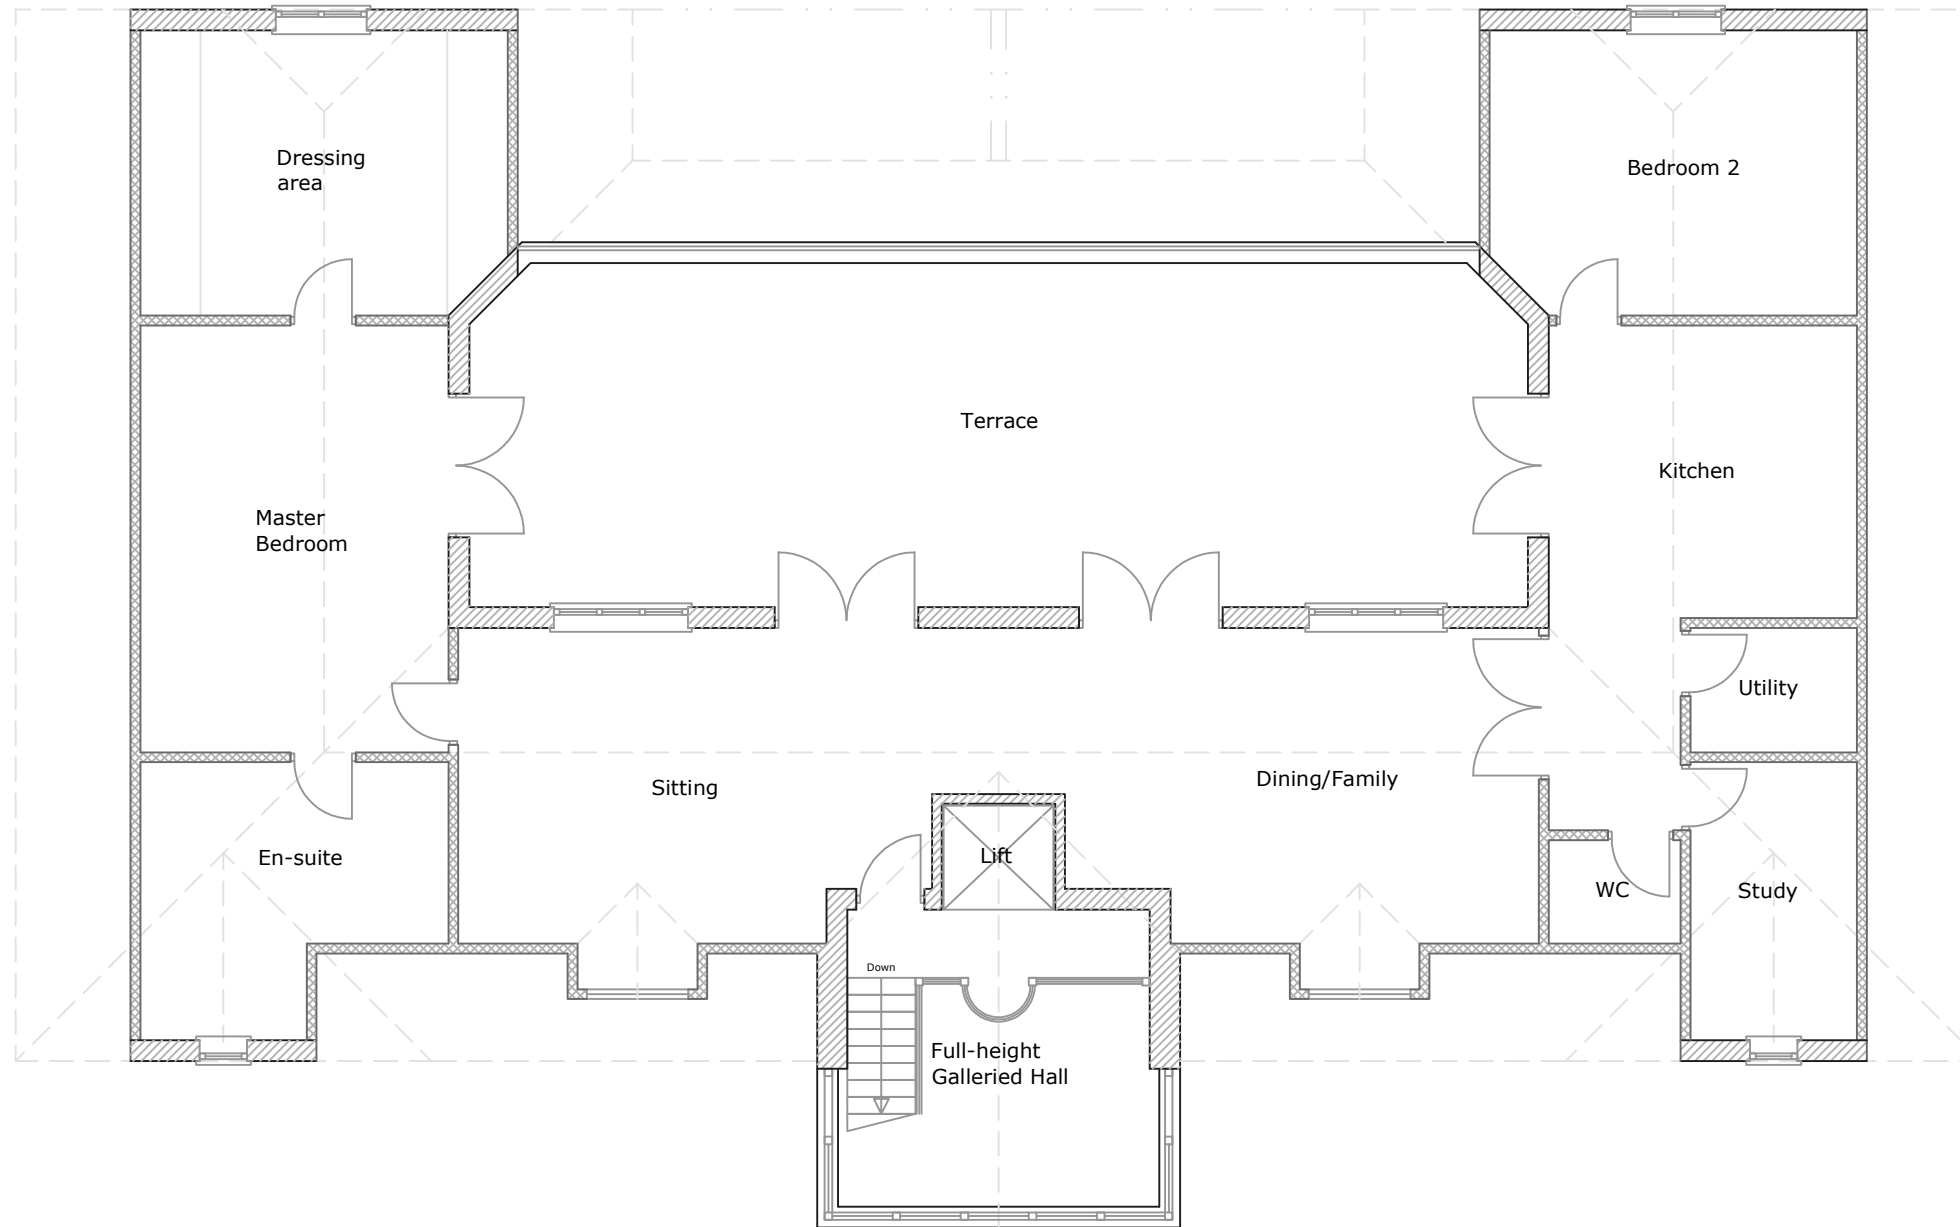 Dressing
area
Bedroom 2
Terrace
Kitchen
Master
Bedroom
Utility
Sitting
Dining/Family
Lift
En-suite
WC
Study
Down
Full-height
Galleried Hall